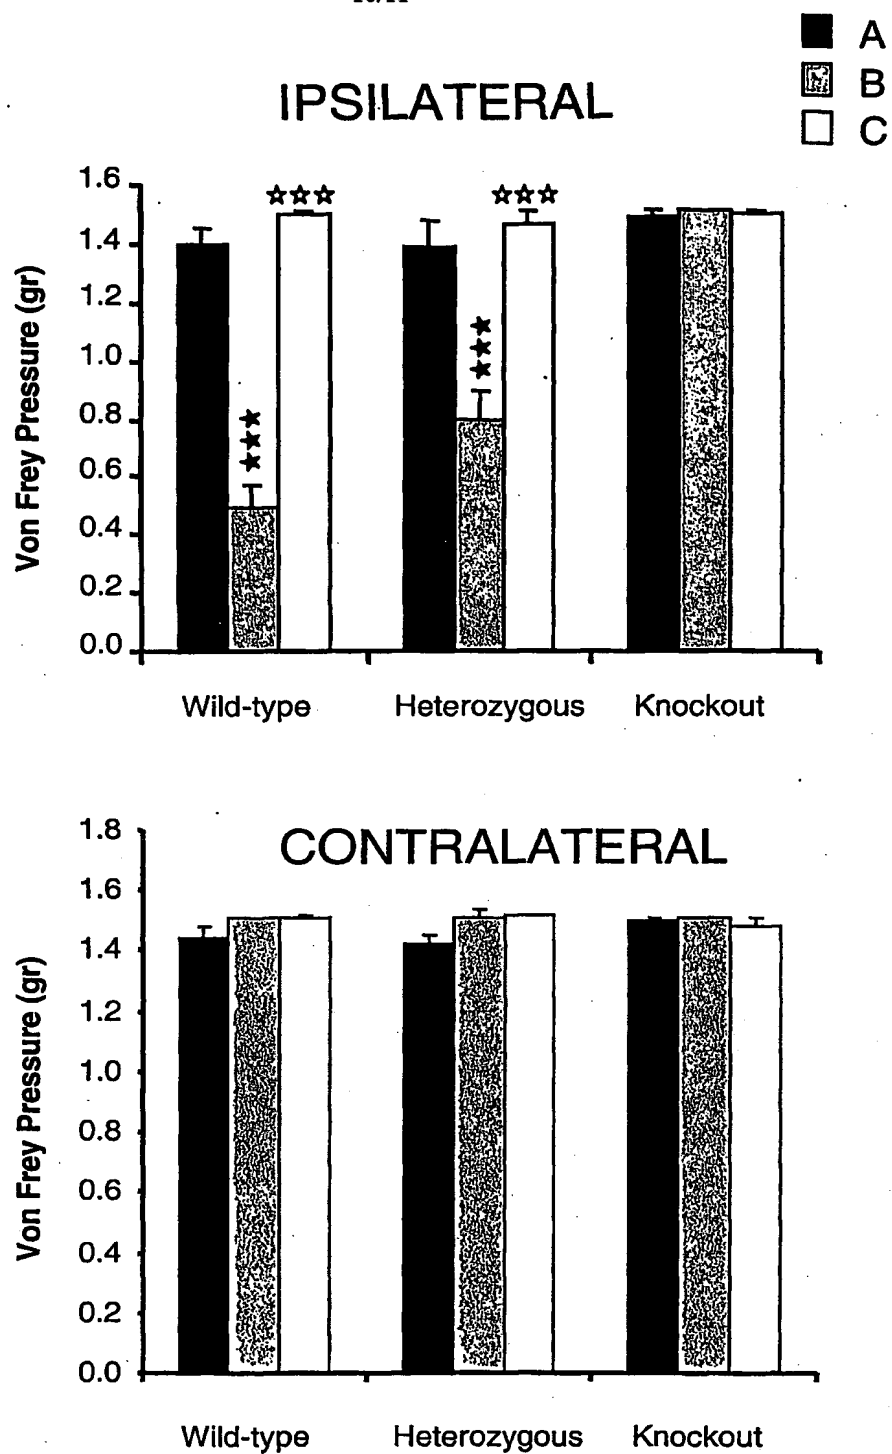 A
B
C
IPSILATERAL
Von Frey Pressure (gr)
1.6
☆☆☆
☆☆☆
1.4
1.2
1.0
★★★
0.8
★★★
0.6
0.4
0.2
0.0
Wild-type Heterozygous Knockout
CONTRALATERAL
Von Frey Pressure (gr)
1.8
1.6
1.4
1.2
1.0
0.8
0.6
0.4
0.2
0.0
Wild-type Heterozygous Knockout